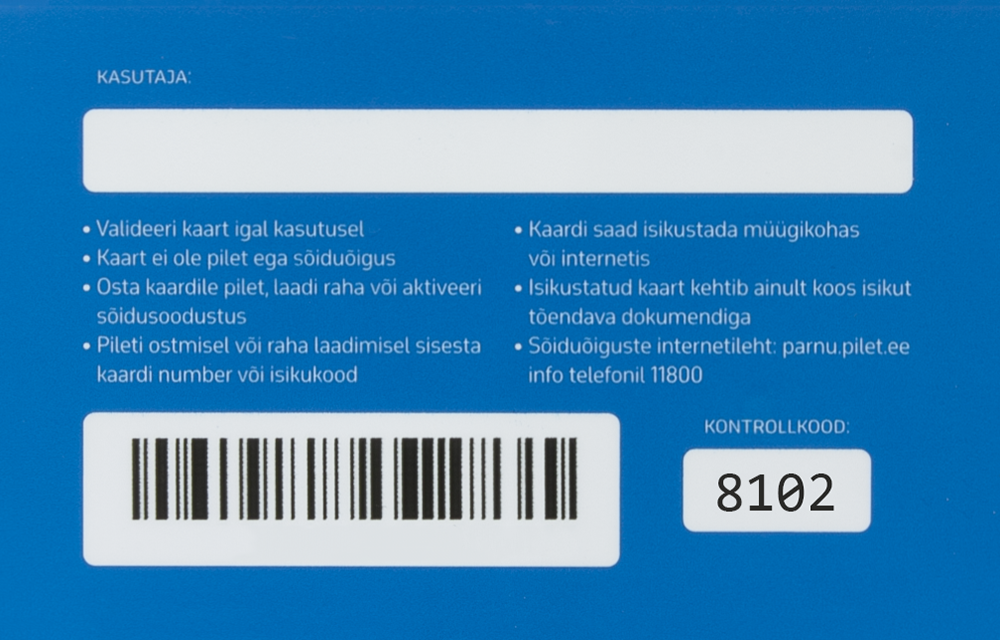 KASUTAJA:
• Valideeri kaart igal kasutusel
• Kaart ei ole pilet ega sõiduõigus
• Osta kaardile pilet, laadi raha või aktiveeri
sõidusoodustus
• Pileti ostmisel või raha laadimisel sisesta
kaardi number või isikukood
• Kaardi saad isikustada müügikohas
või internetis
• Isikustatud kaart kehtib ainult koos isikut
tõendava dokumendiga
• Sõiduõiguste internetileht: parnu.pilet.ee
info telefonil 11800
KONTROLLKOOD:
8102